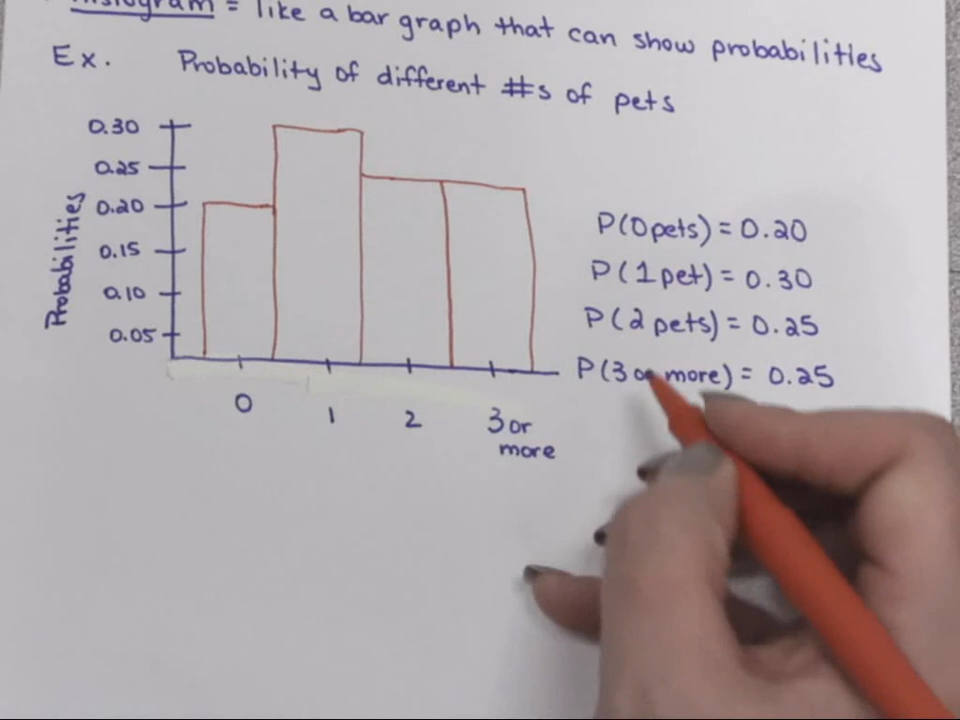 Histogram = like a bar graph that can show probabilities
Ex. Probability of different #s of pets
Probabilities
0.30
0.25
0.20
0.15
0.10
0.05
0
1
2
3 or
more
P(0 pets) = 0.20
P(1 pet) = 0.30
P(2 pets) = 0.25
P(3 or more) = 0.25